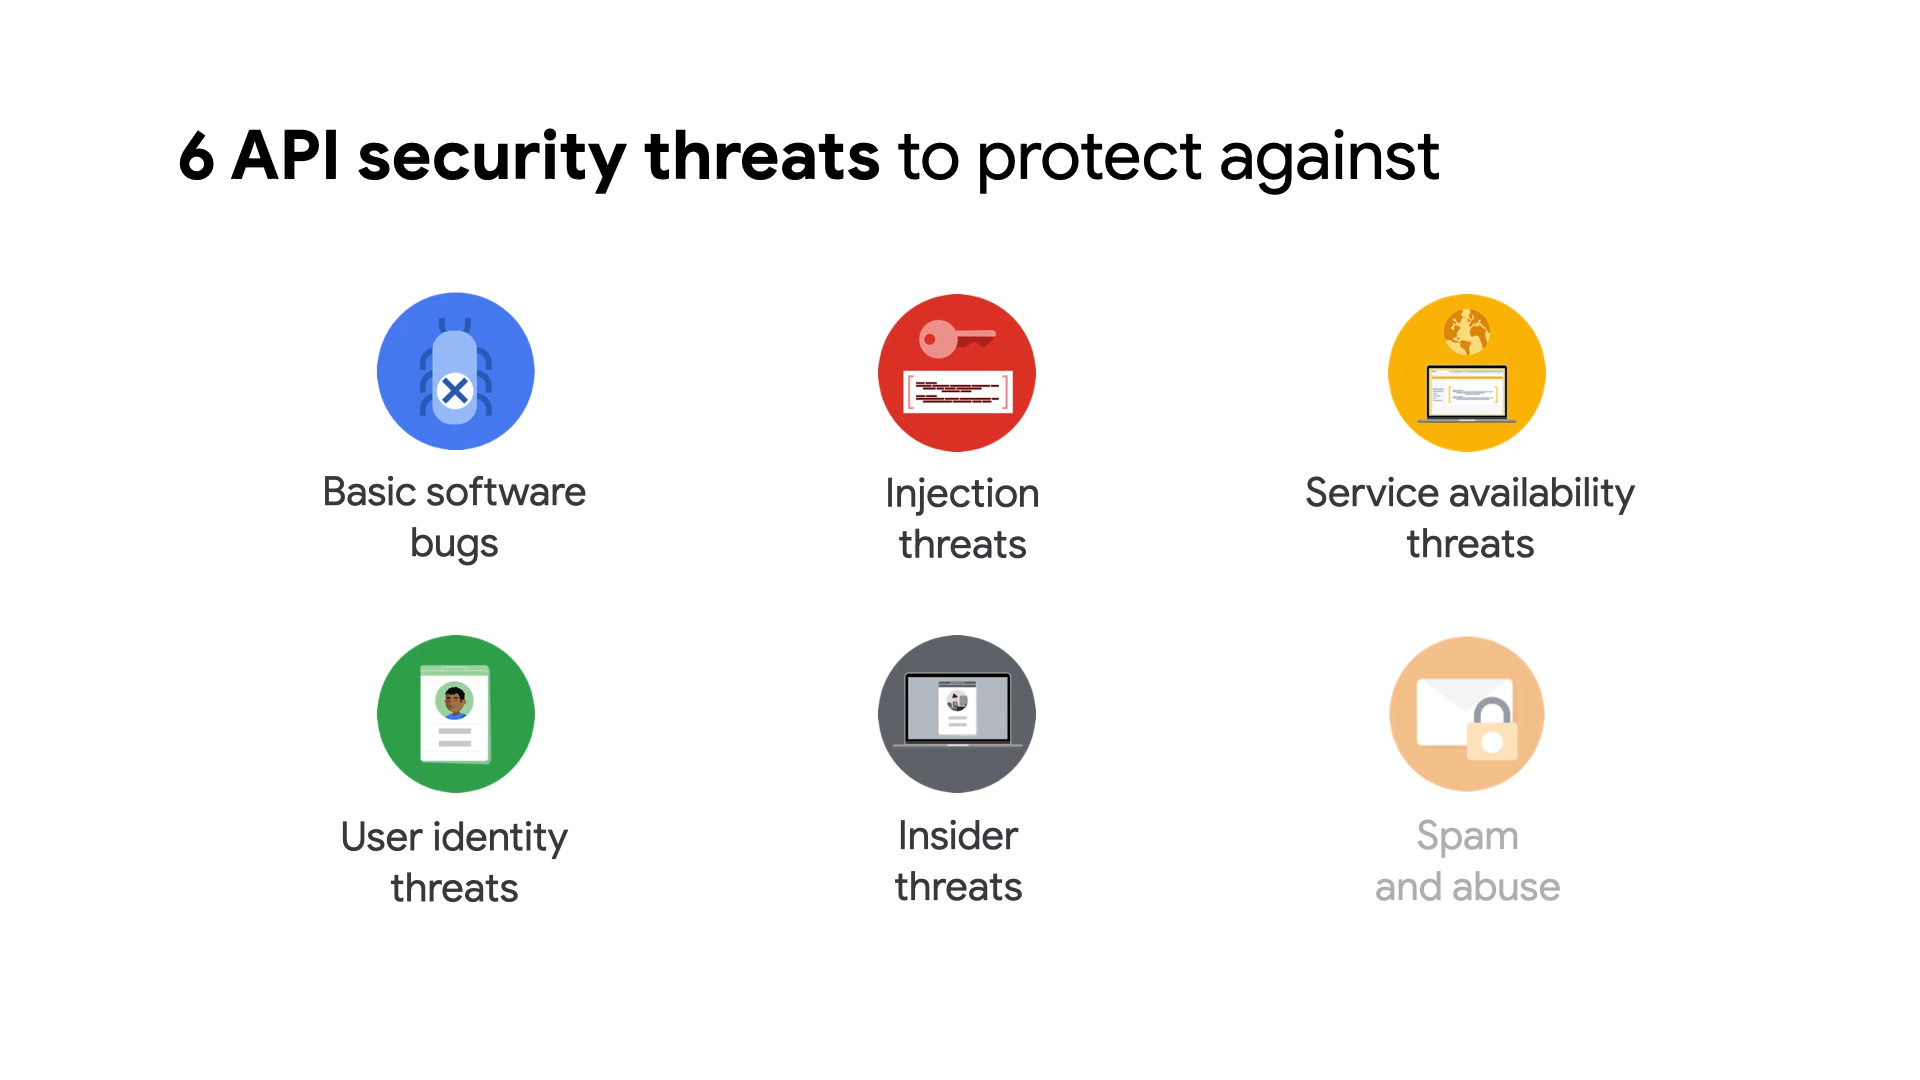 6 API security threats to protect against
Basic software
bugs
Injection
threats
Service availability
threats
User identity
threats
Insider
threats
Spam
and abuse